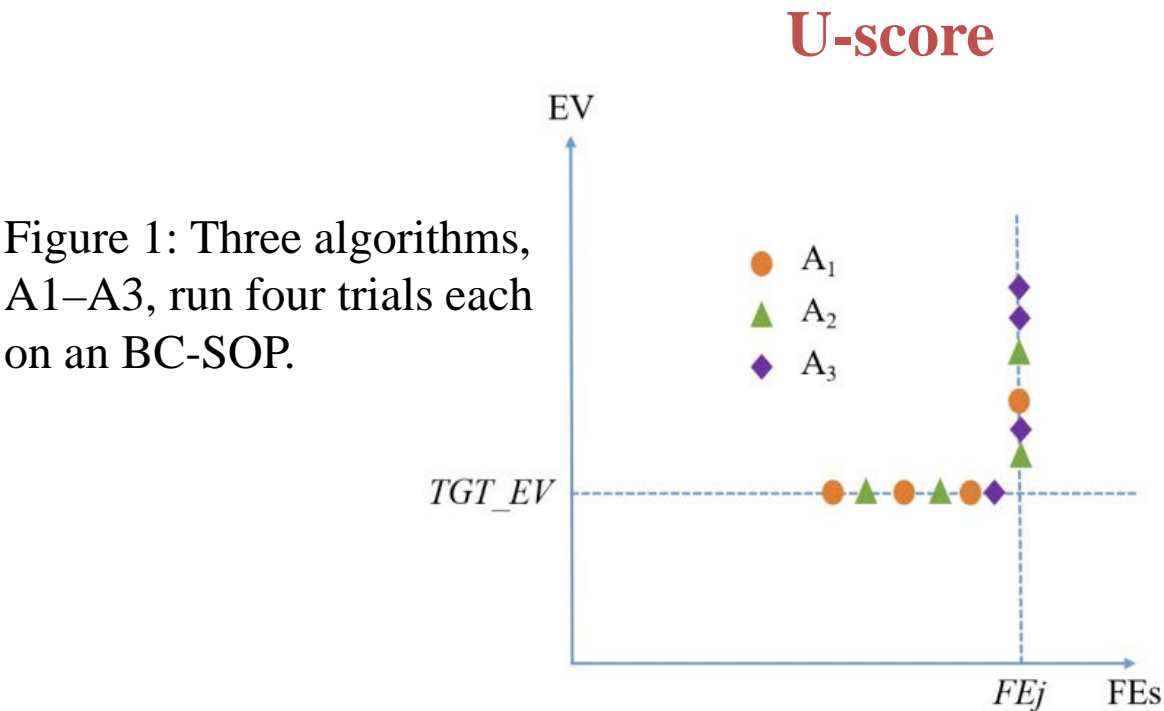 U-score
EV
Figure 1: Three algorithms,
A1–A3, run four trials each
on an BC-SOP.
A1
A2
A3
TGT_EV
FEj
FEs